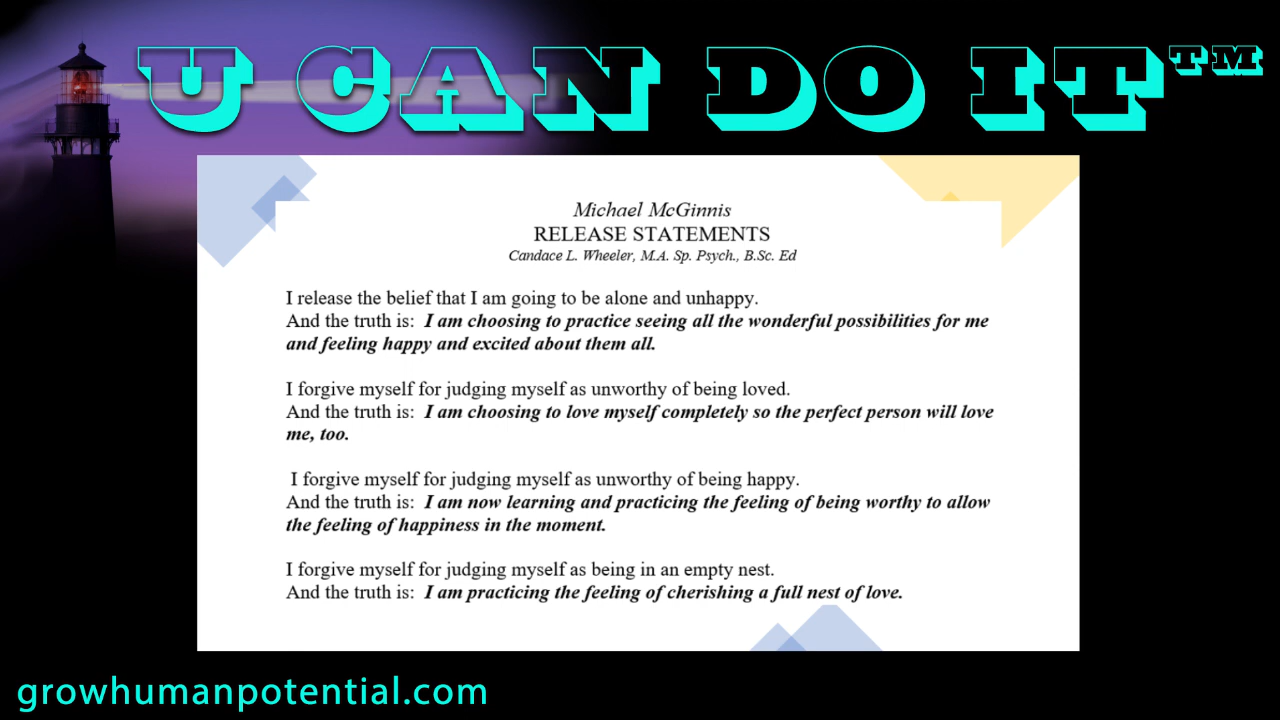 U CAN DO IT™
Michael McGinnis
RELEASE STATEMENTS
Candace L. Wheeler, M.A. Sp. Psych., B.Sc. Ed
I release the belief that I am going to be alone and unhappy.
And the truth is: I am choosing to practice seeing all the wonderful possibilities for me
and feeling happy and excited about them all.
I forgive myself for judging myself as unworthy of being loved.
And the truth is: I am choosing to love myself completely so the perfect person will love
me, too.
I forgive myself for judging myself as unworthy of being happy.
And the truth is: I am now learning and practicing the feeling of being worthy to allow
the feeling of happiness in the moment.
I forgive myself for judging myself as being in an empty nest.
And the truth is: I am practicing the feeling of cherishing a full nest of love.
growhumanpotential.com